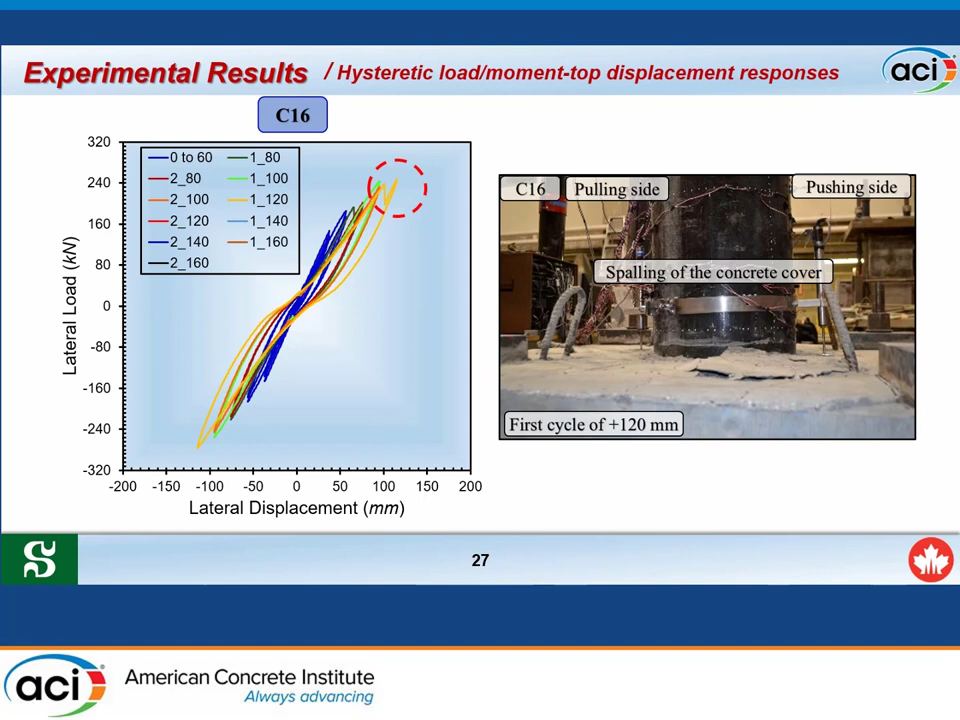 Experimental Results / Hysteretic load/moment-top displacement responses
aci
C16
320
240
160
80
0
-80
-160
-240
-320
Lateral Load (kN)
0 to 60 1_80
2_80 1_100
2_100 1_120
2_120 1_140
2_140 1_160
2_160
-200 -150 -100 -50 0 50 100 150 200
Lateral Displacement (mm)
C16 Pulling side Pushing side
Spalling of the concrete cover
First cycle of +120 mm
S
27
aci American Concrete Institute
Always advancing